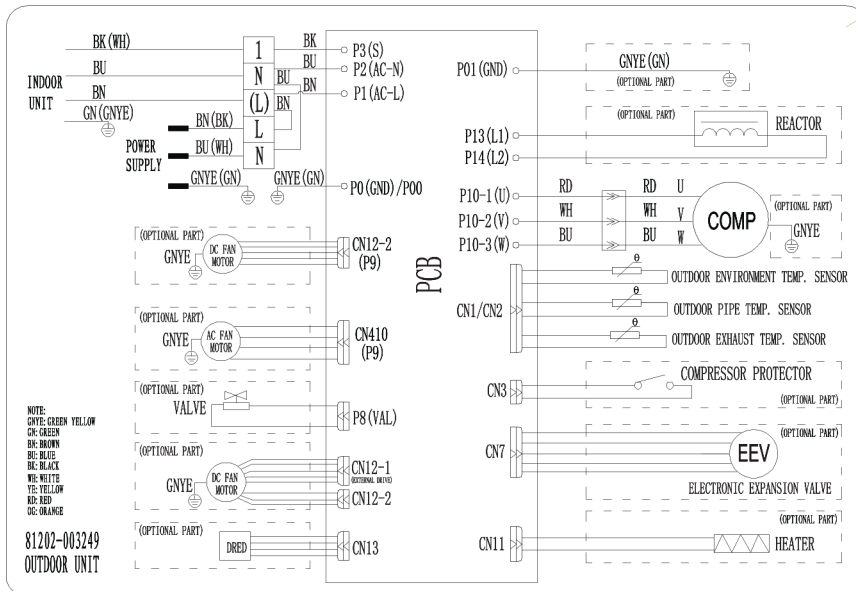 BK(WH)
BU
INDOOR
UNIT
BN
GN(GNYE)
BN(BK)
POWER
SUPPLY
BU(WH)
GNYE(GN)
1
N
(L)
L
N
BK
BU
BU
BN
BN
GNYE(GN)
P3(S)
P2(AC-N)
P1(AC-L)
P0(GND)/P00
(OPTIONAL PART)
GNYE
DC FAN
MOTOR
CN12-2
(P9)
(OPTIONAL PART)
GNYE
AC FAN
MOTOR
CN410
(P9)
(OPTIONAL PART)
VALVE
P8(VAL)
(OPTIONAL PART)
GNYE
DC FAN
MOTOR
CN12-1
(EXTERNAL DRIVE)
CN12-2
(OPTIONAL PART)
DRED
CN13
NOTE:
GNYE: GREEN YELLOW
GN: GREEN
BN: BROWN
BU: BLUE
BK: BLACK
WH: WHITE
YE: YELLOW
RD: RED
OG: ORANGE
81202-003249
OUTDOOR UNIT
PCB
P01(GND)
GNYE(GN)
(OPTIONAL PART)
(OPTIONAL PART)
REACTOR
P13(L1)
P14(L2)
P10-1(U)
RD
RD
U
P10-2(V)
WH
WH
V
P10-3(W)
BU
BU
W
COMP
(OPTIONAL PART)
GNYE
CN1/CN2
θ
OUTDOOR ENVIRONMENT TEMP. SENSOR
θ
OUTDOOR PIPE TEMP. SENSOR
θ
OUTDOOR EXHAUST TEMP. SENSOR
CN3
COMPRESSOR PROTECTOR
(OPTIONAL PART)
CN7
(OPTIONAL PART)
EEV
ELECTRONIC EXPANSION VALVE
(OPTIONAL PART)
CN11
HEATER